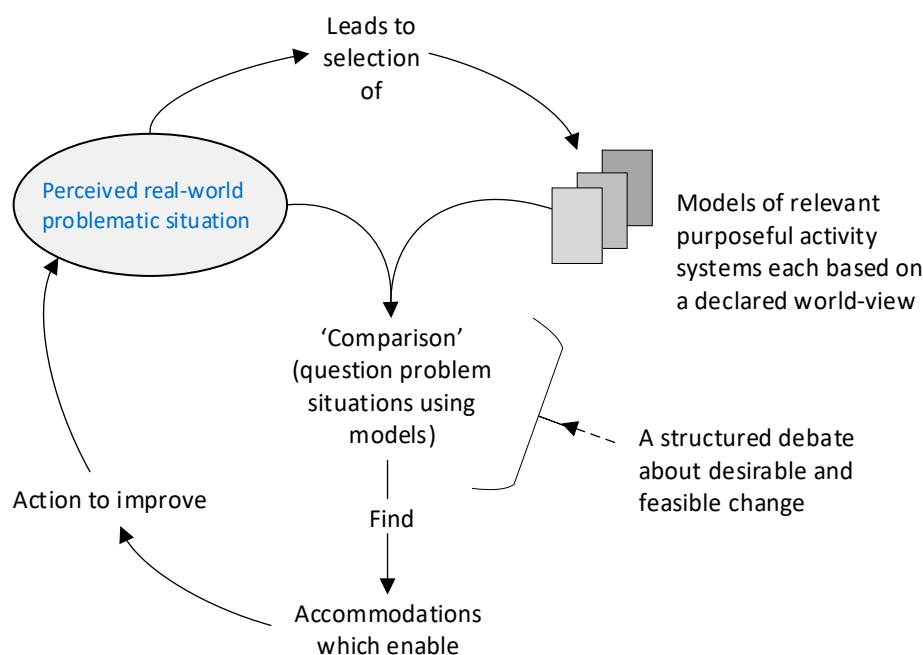 Leads to
selection
of
Perceived real-world
problematic situation
Models of relevant
purposeful activity
systems each based on
a declared world-view
‘Comparison’
(question problem
situations using
models)
A structured debate
about desirable and
feasible change
Action to improve
Find
Accommodations
which enable